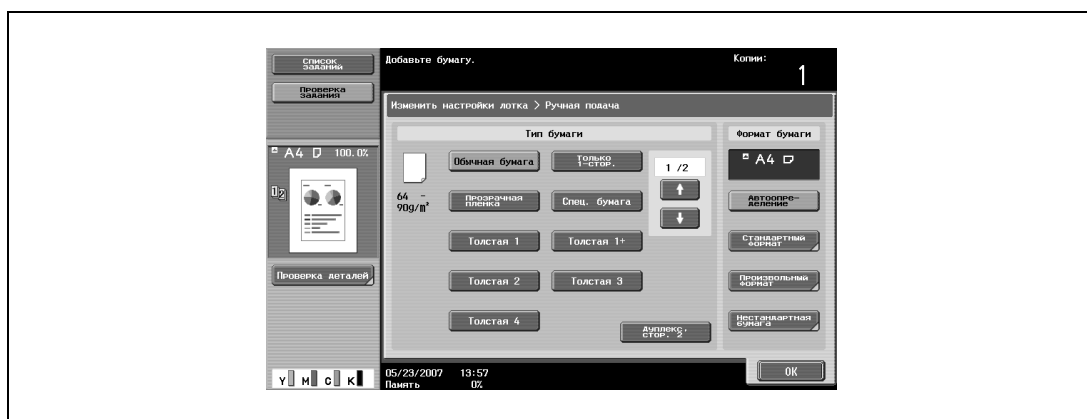 Список
задания
Добавьте бумагу.
Копии:
1
Проверка
задания
Изменить настройки лотка > Ручная подача
Тип бумаги
Формат бумаги
A4 100.0%
12
64 -
90g/m²
Обычная бумага
Только
1-стор.
1 /2
A4
Прозрачная
пленка
Спец. бумага
Автоопре-
деление
Толстая 1
Толстая 1+
Стандартный
формат
Проверка деталей
Толстая 2
Толстая 3
Произвольный
формат
Толстая 4
Дуплекс.
стор. 2
Нестандартная
бумага
Y M C K
05/23/2007 13:57
Память 0%
OK